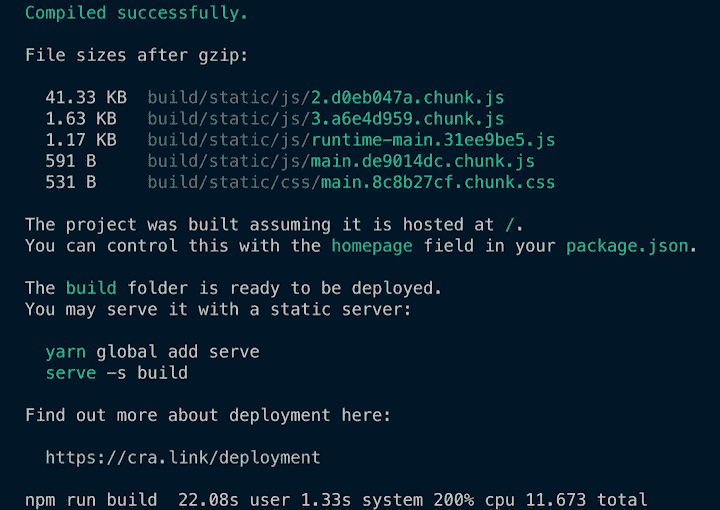 Compiled successfully.
File sizes after gzip:
41.33 KB build/static/js/2.d0eb047a.chunk.js
1.63 KB build/static/js/3.a6e4d959.chunk.js
1.17 KB build/static/js/runtime-main.31ee9be5.js
591 B build/static/js/main.de9014dc.chunk.js
531 B build/static/css/main.8c8b27cf.chunk.css
The project was built assuming it is hosted at /.
You can control this with the homepage field in your package.json.
The build folder is ready to be deployed.
You may serve it with a static server:
yarn global add serve
serve -s build
Find out more about deployment here:
https://cra.link/deployment
npm run build 22.08s user 1.33s system 200% cpu 11.673 total